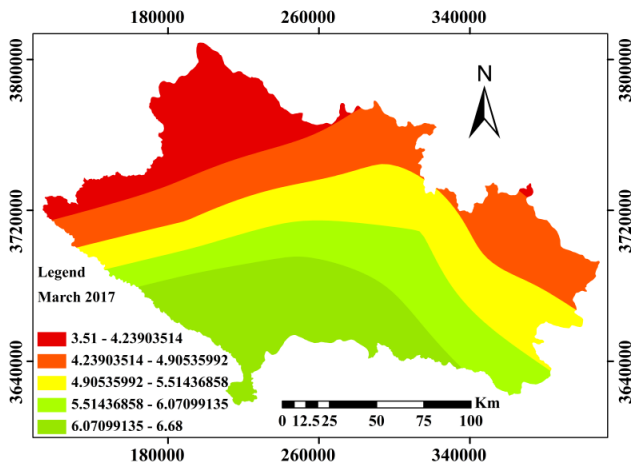 180000 260000 340000
3800000 3800000
N
3720000 3720000
Legend
March 2017
3.51 - 4.23903514
4.23903514 - 4.90535992
4.90535992 - 5.51436858
5.51436858 - 6.07099135
6.07099135 - 6.68
3640000 3640000
Km
0 12.525 50 75 100
180000 260000 340000